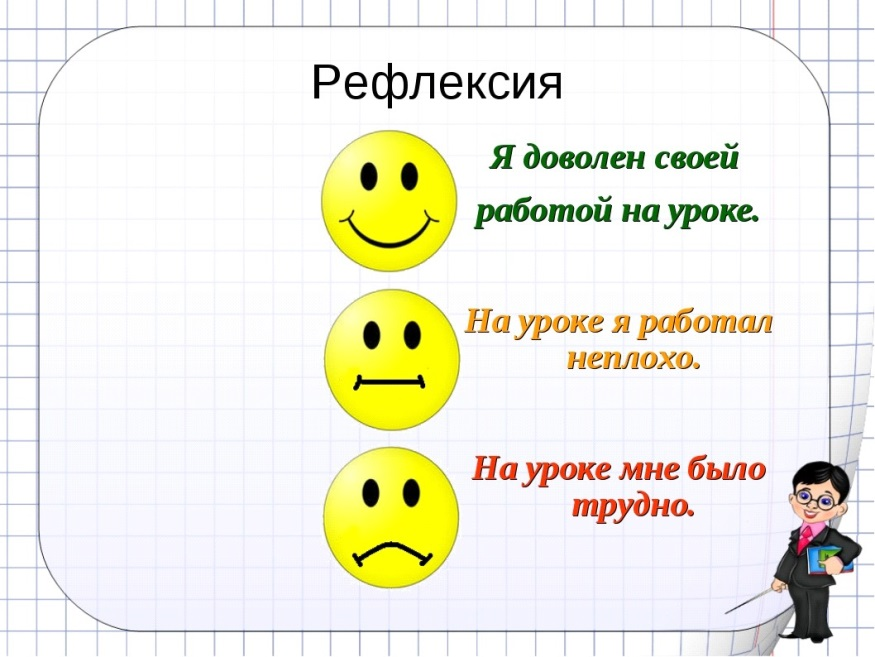 Рефлексия
Я доволен своей
работой на уроке.
На уроке я работал
неплохо.
На уроке мне было
трудно.